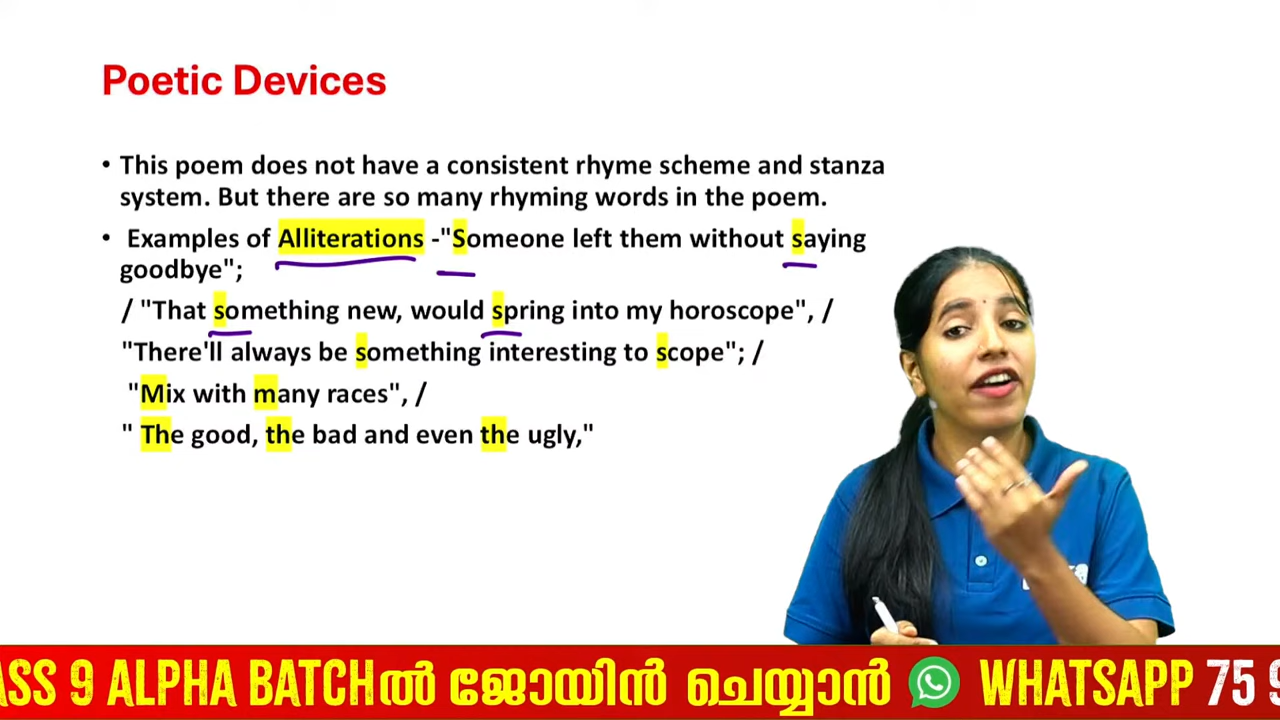 Poetic Devices
• This poem does not have a consistent rhyme scheme and stanza
system. But there are so many rhyming words in the poem.
• Examples of Alliterations -"Someone left them without saying
goodbye";
/ "That something new, would spring into my horoscope", /
"There'll always be something interesting to scope"; /
"Mix with many races", /
" The good, the bad and even the ugly,"
ASS 9 ALPHA BATCHൽ ജോയിൻ ചെയ്യാൻ WHATSAPP 75 9